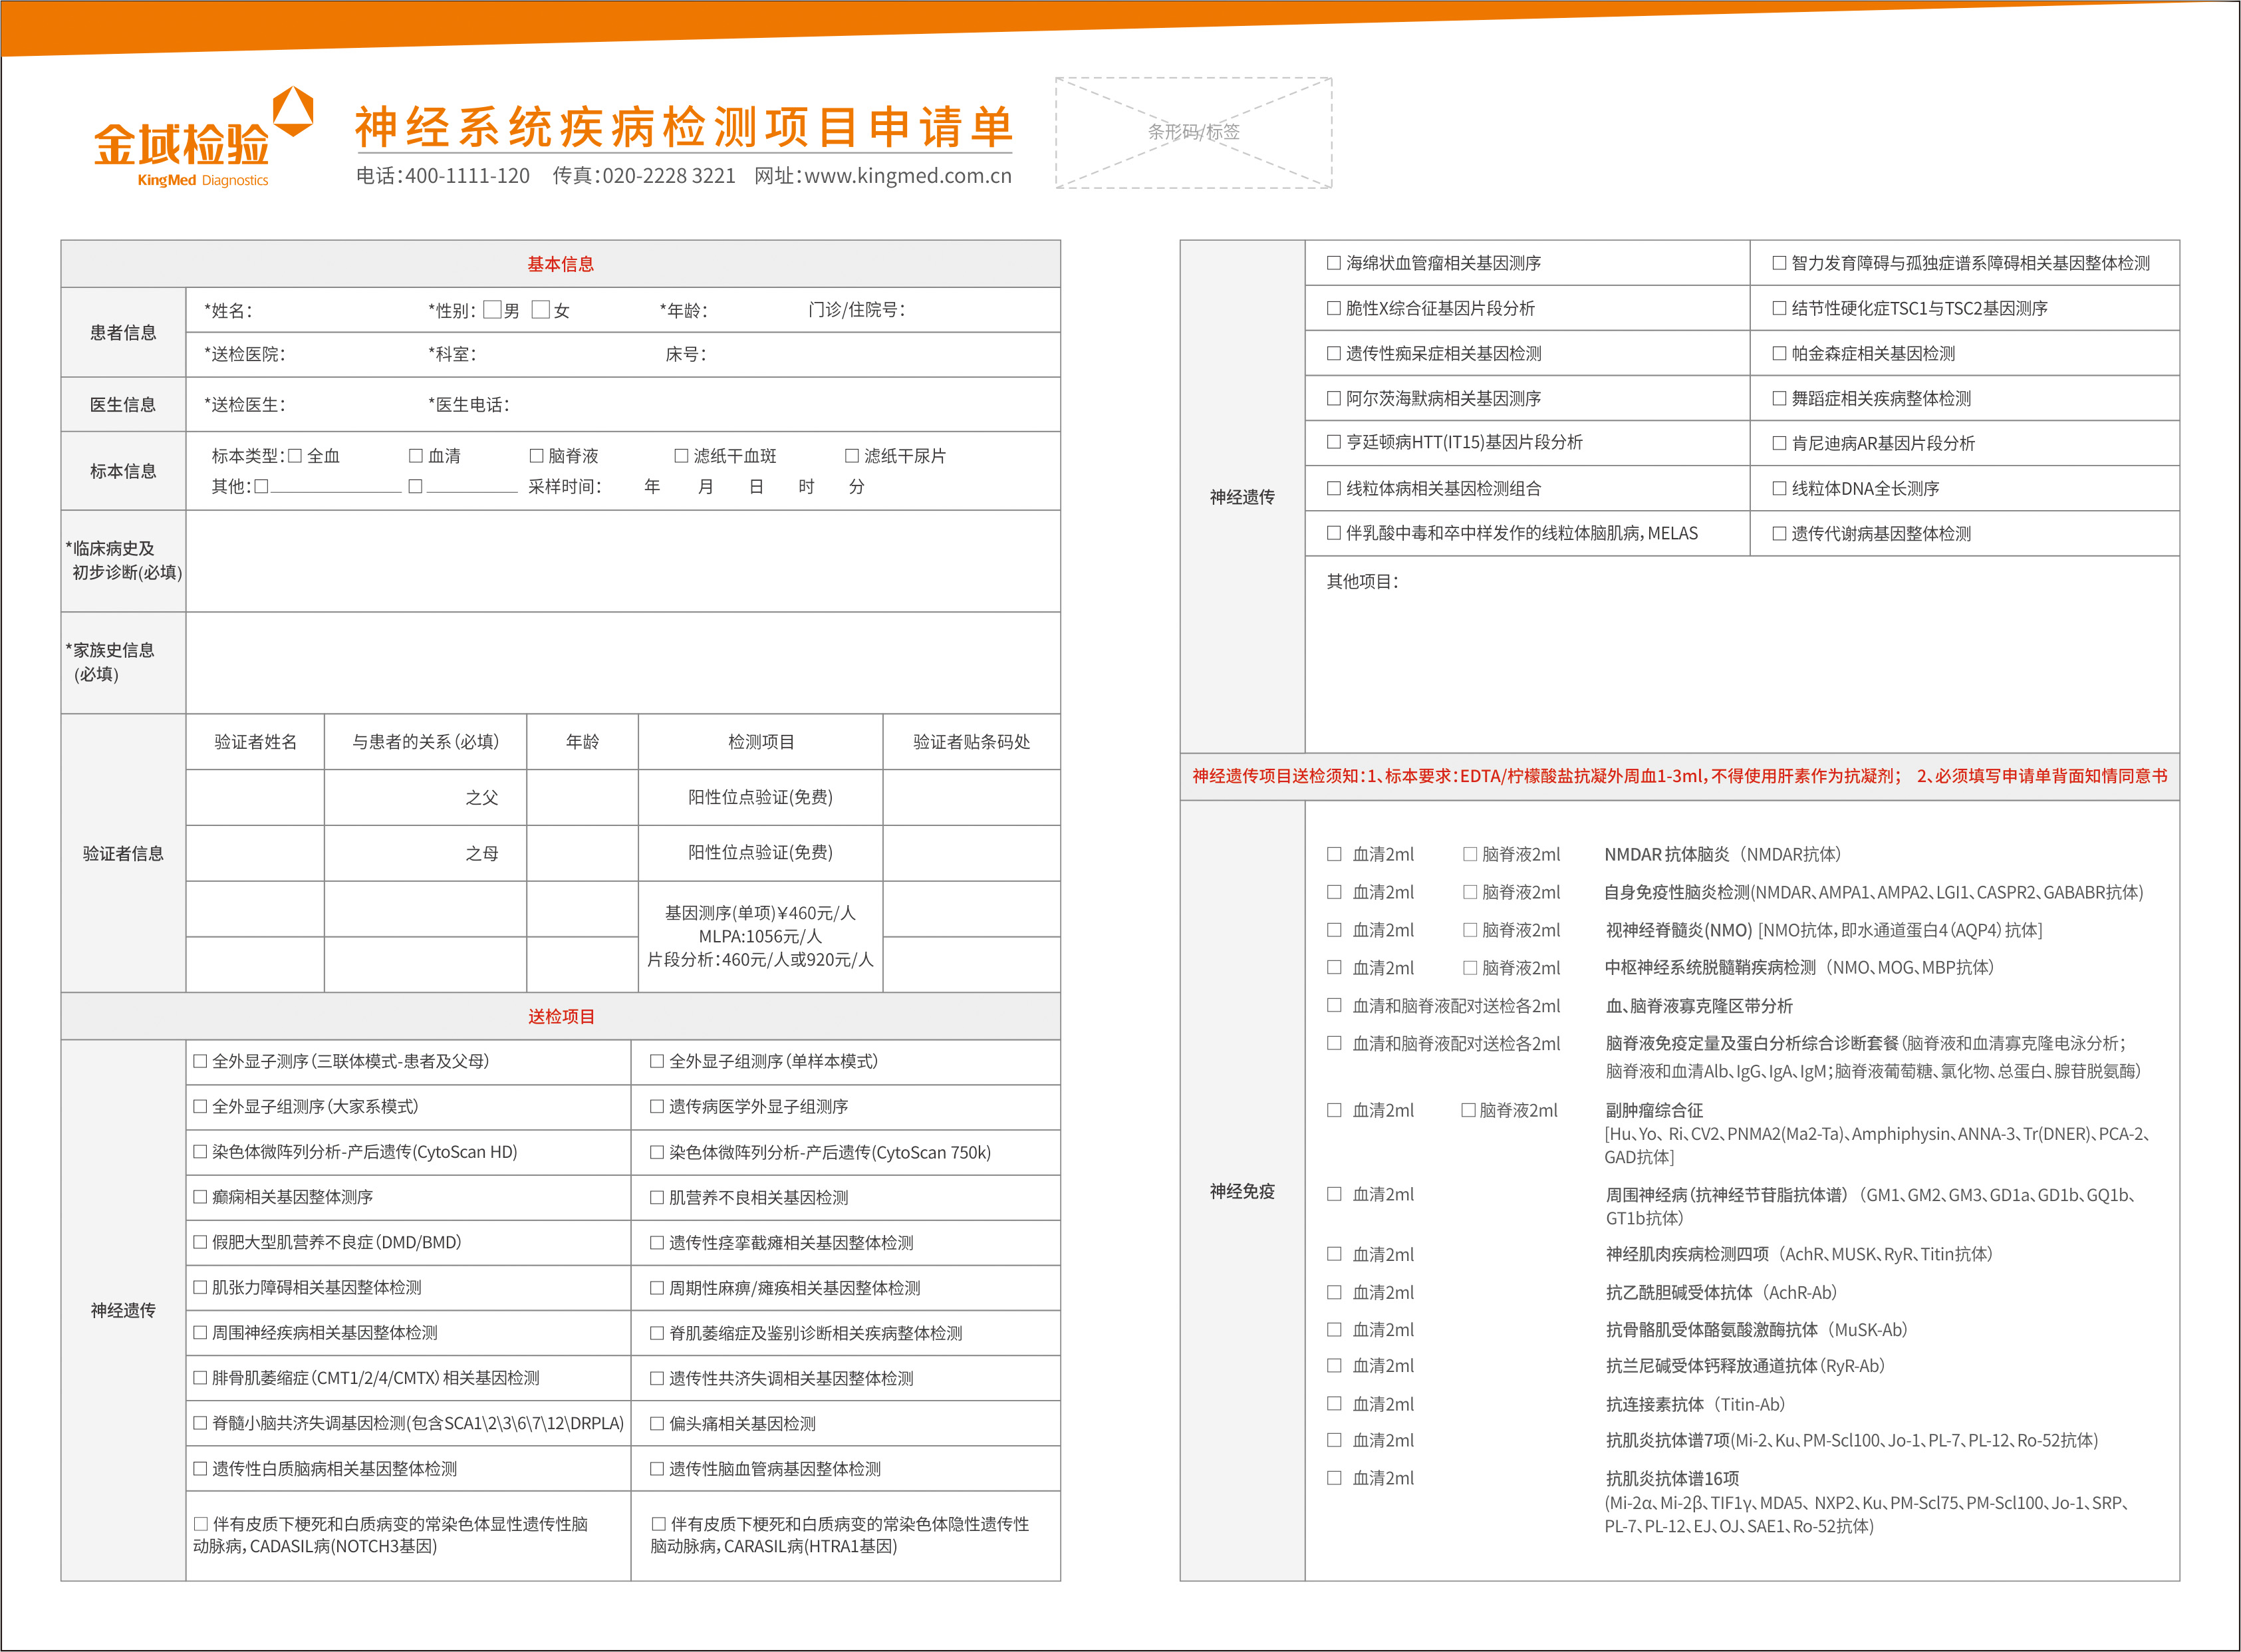 金域检验
KingMed Diagnostics
神经系统疾病检测项目申请单
电话:400-1111-120 传真:020-2228 3221 网址:www.kingmed.com.cn
条形码/标签
基本信息
患者信息
*姓名: *性别: □男 □女 *年龄: 门诊/住院号:
*送检医院: *科室: 床号:
医生信息
*送检医生: *医生电话:
标本信息
标本类型:□ 全血 □ 血清 □ 脑脊液 □ 滤纸干血斑 □ 滤纸干尿片
其他:□ □ 采样时间: 年 月 日 时 分
*临床病史及
初步诊断(必填)
*家族史信息
(必填)
验证者信息
验证者姓名 与患者的关系(必填) 年龄 检测项目 验证者贴条码处
之父 阳性位点验证(免费)
之母 阳性位点验证(免费)
基因测序(单项)¥460元/人
MLPA:1056元/人
片段分析:460元/人或920元/人
送检项目
神经遗传
□ 全外显子测序(三联体模式-患者及父母) □ 全外显子组测序(单样本模式)
□ 全外显子组测序(大家系模式) □ 遗传病医学外显子组测序
□ 染色体微阵列分析-产后遗传(CytoScan HD) □ 染色体微阵列分析-产后遗传(CytoScan 750k)
□ 癫痫相关基因整体测序 □ 肌营养不良相关基因检测
□ 假肥大型肌营养不良症(DMD/BMD) □ 遗传性痉挛截瘫相关基因整体检测
□ 肌张力障碍相关基因整体检测 □ 周期性麻痹/瘫痪相关基因整体检测
□ 周围神经疾病相关基因整体检测 □ 脊肌萎缩症及鉴别诊断相关疾病整体检测
□ 腓骨肌萎缩症(CMT1/2/4/CMTX)相关基因检测 □ 遗传性共济失调相关基因整体检测
□ 脊髓小脑共济失调基因检测(包含SCA1\2\3\6\7\12\DRPLA) □ 偏头痛相关基因检测
□ 遗传性白质脑病相关基因整体检测 □ 遗传性脑血管病基因整体检测
□ 伴有皮质下梗死和白质病变的常染色体显性遗传性脑
动脉病,CADASIL病(NOTCH3基因)
□ 伴有皮质下梗死和白质病变的常染色体隐性遗传性
脑动脉病,CARASIL病(HTRA1基因)
神经遗传
□ 海绵状血管瘤相关基因测序 □ 智力发育障碍与孤独症谱系障碍相关基因整体检测
□ 脆性X综合征基因片段分析 □ 结节性硬化症TSC1与TSC2基因测序
□ 遗传性痴呆症相关基因检测 □ 帕金森症相关基因检测
□ 阿尔茨海默病相关基因测序 □ 舞蹈症相关疾病整体检测
□ 亨廷顿病HTT(IT15)基因片段分析 □ 肯尼迪病AR基因片段分析
□ 线粒体病相关基因检测组合 □ 线粒体DNA全长测序
□ 伴乳酸中毒和卒中样发作的线粒体脑肌病,MELAS □ 遗传代谢病基因整体检测
其他项目:
神经遗传项目送检须知:1、标本要求:EDTA/柠檬酸盐抗凝外周血1-3ml,不得使用肝素作为抗凝剂; 2、必须填写申请单背面知情同意书
神经免疫
□ 血清2ml □ 脑脊液2ml NMDAR 抗体脑炎(NMDAR抗体)
□ 血清2ml □ 脑脊液2ml 自身免疫性脑炎检测(NMDAR、AMPA1、AMPA2、LGI1、CASPR2、GABABR抗体)
□ 血清2ml □ 脑脊液2ml 视神经脊髓炎(NMO) [NMO抗体,即水通道蛋白4(AQP4)抗体]
□ 血清2ml □ 脑脊液2ml 中枢神经系统脱髓鞘疾病检测(NMO、MOG、MBP抗体)
□ 血清和脑脊液配对送检各2ml 血、脑脊液寡克隆区带分析
□ 血清和脑脊液配对送检各2ml 脑脊液免疫定量及蛋白分析综合诊断套餐(脑脊液和血清寡克隆电泳分析;
脑脊液和血清Alb、IgG、IgA、IgM;脑脊液葡萄糖、氯化物、总蛋白、腺苷脱氨酶)
□ 血清2ml □ 脑脊液2ml 副肿瘤综合征
[Hu、Yo、Ri、CV2、PNMA2(Ma2-Ta)、Amphiphysin、ANNA-3、Tr(DNER)、PCA-2、
GAD抗体]
□ 血清2ml 周围神经病(抗神经节苷脂抗体谱)(GM1、GM2、GM3、GD1a、GD1b、GQ1b、
GT1b抗体)
□ 血清2ml 神经肌肉疾病检测四项(AchR、MUSK、RyR、Titin抗体)
□ 血清2ml 抗乙酰胆碱受体抗体(AchR-Ab)
□ 血清2ml 抗骨骼肌受体酪氨酸激酶抗体(MuSK-Ab)
□ 血清2ml 抗兰尼碱受体钙释放通道抗体(RyR-Ab)
□ 血清2ml 抗连接素抗体(Titin-Ab)
□ 血清2ml 抗肌炎抗体谱7项(Mi-2、Ku、PM-Scl100、Jo-1、PL-7、PL-12、Ro-52抗体)
□ 血清2ml 抗肌炎抗体谱16项
(Mi-2α、Mi-2β、TIF1γ、MDA5、NXP2、Ku、PM-Scl75、PM-Scl100、Jo-1、SRP、
PL-7、PL-12、EJ、OJ、SAE1、Ro-52抗体)